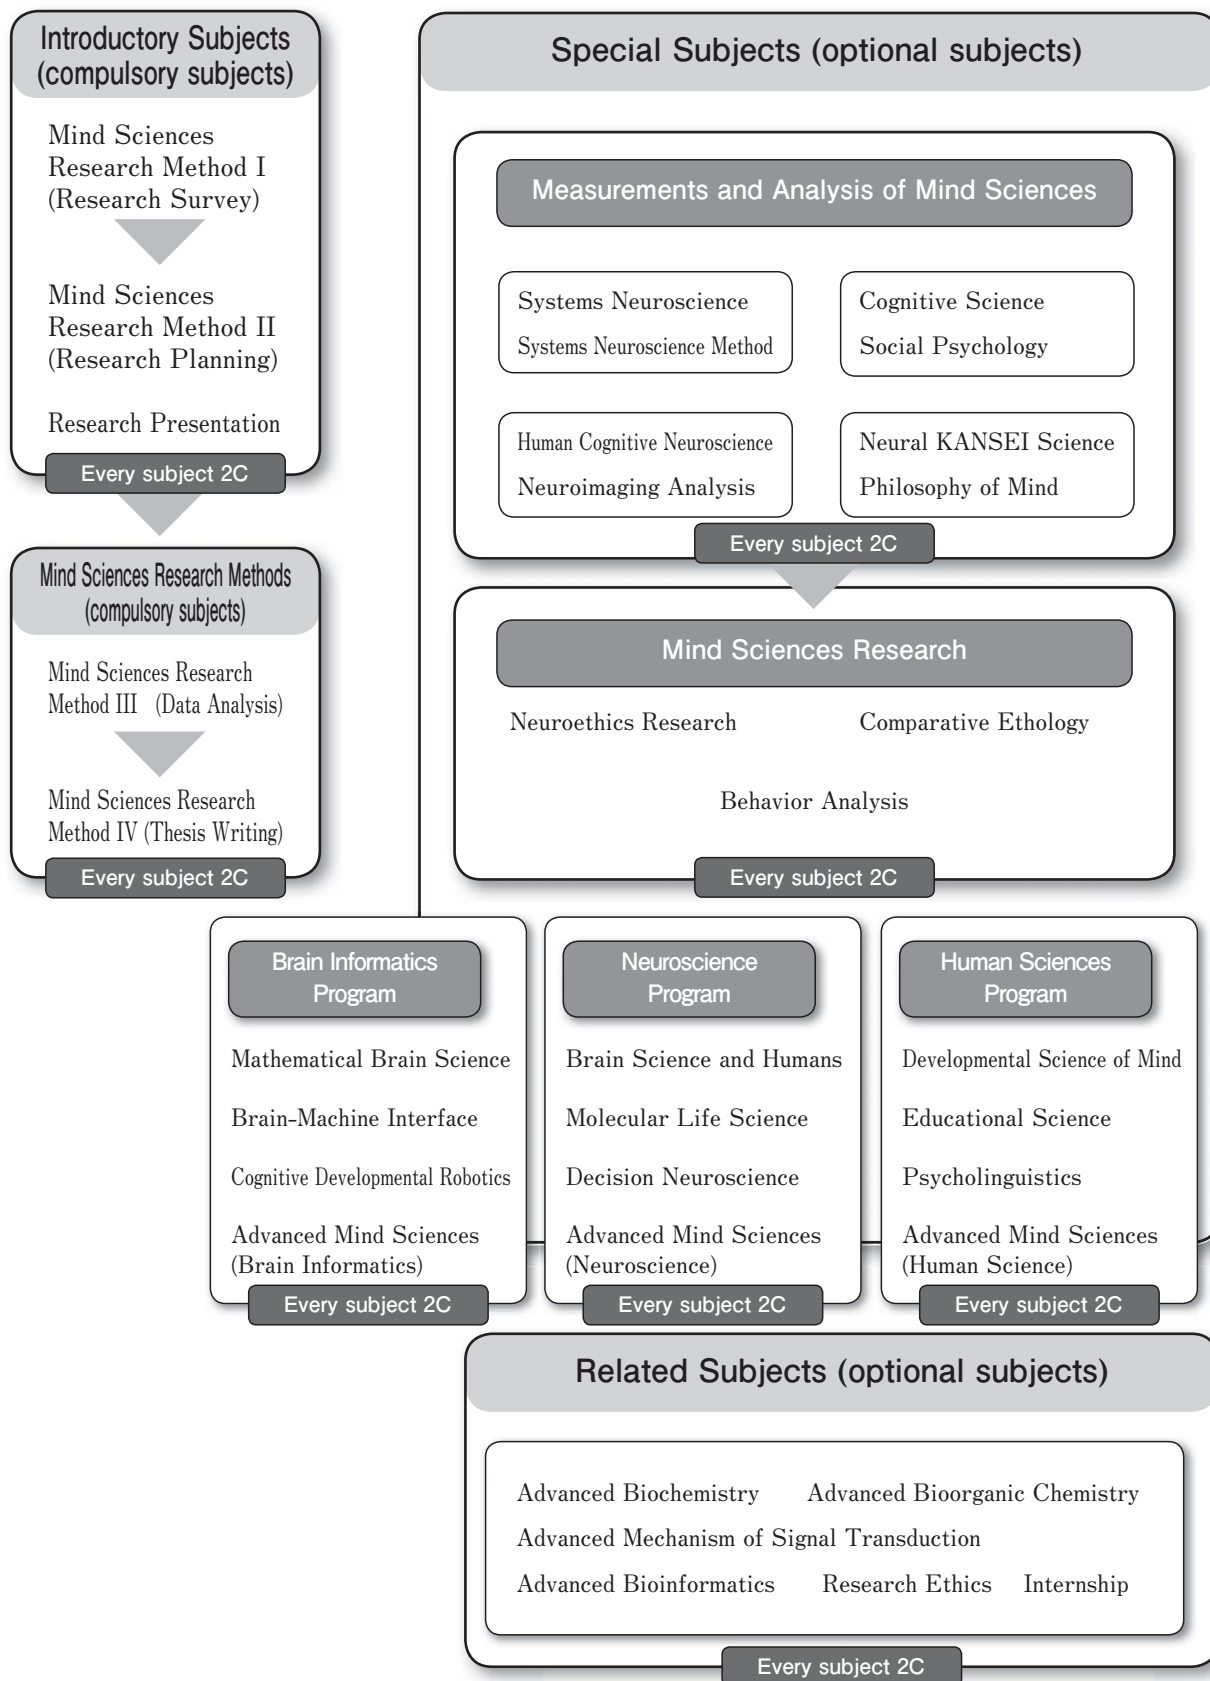 Introductory Subjects
(compulsory subjects)
Mind Sciences
Research Method I
(Research Survey)
Mind Sciences
Research Method II
(Research Planning)
Research Presentation
Every subject 2C
Mind Sciences Research Methods
(compulsory subjects)
Mind Sciences Research
Method III (Data Analysis)
Mind Sciences Research
Method IV (Thesis Writing)
Every subject 2C
Special Subjects (optional subjects)
Measurements and Analysis of Mind Sciences
Systems Neuroscience
Systems Neuroscience Method
Cognitive Science
Social Psychology
Human Cognitive Neuroscience
Neuroimaging Analysis
Neural KANSEI Science
Philosophy of Mind
Every subject 2C
Mind Sciences Research
Neuroethics Research
Comparative Ethology
Behavior Analysis
Every subject 2C
Brain Informatics
Program
Mathematical Brain Science
Brain-Machine Interface
Cognitive Developmental Robotics
Advanced Mind Sciences
(Brain Informatics)
Every subject 2C
Neuroscience
Program
Brain Science and Humans
Molecular Life Science
Decision Neuroscience
Advanced Mind Sciences
(Neuroscience)
Every subject 2C
Human Sciences
Program
Developmental Science of Mind
Educational Science
Psycholinguistics
Advanced Mind Sciences
(Human Science)
Every subject 2C
Related Subjects (optional subjects)
Advanced Biochemistry Advanced Bioorganic Chemistry
Advanced Mechanism of Signal Transduction
Advanced Bioinformatics Research Ethics Internship
Every subject 2C